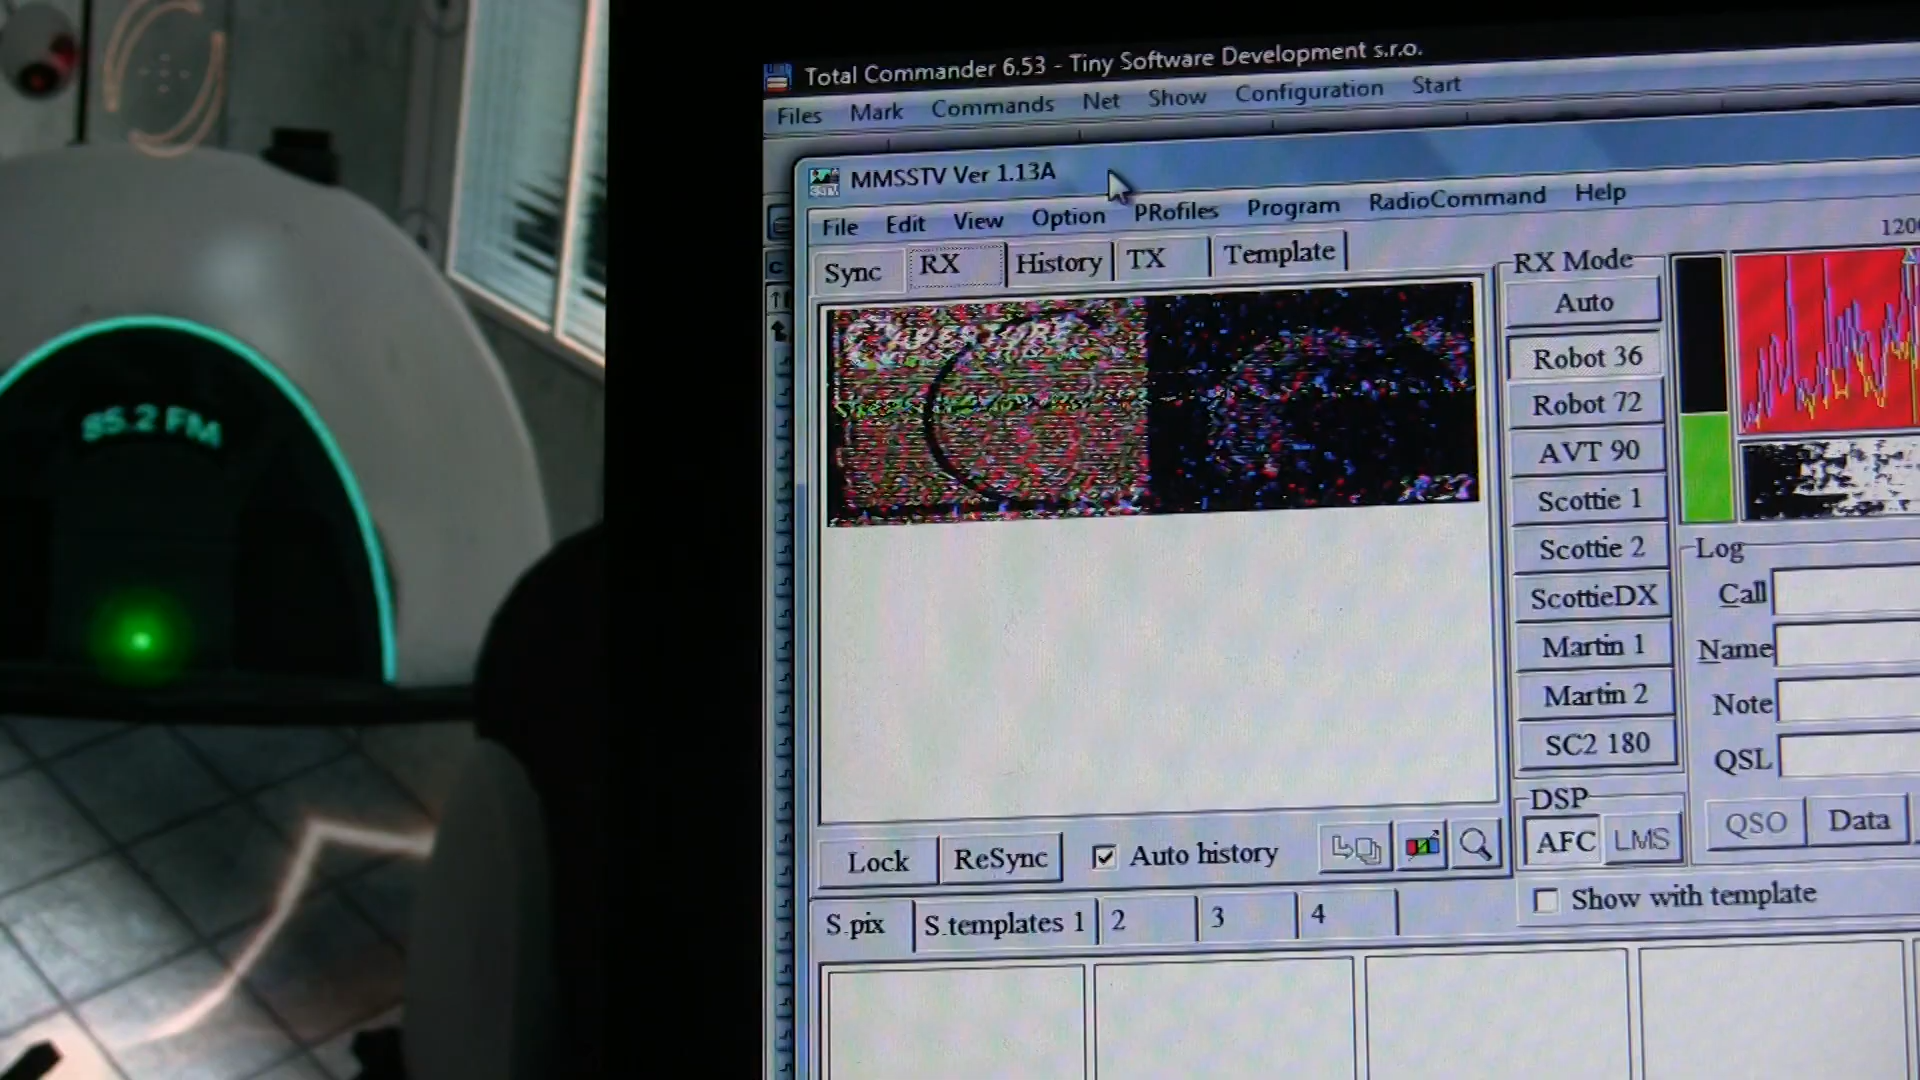 85.2 FM
Total Commander 6.53 - Tiny Software Development s.r.o.
Files Mark Commands Net Show Configuration Start
MMSSTV Ver 1.13A
File Edit View Option PRofiles Program RadioCommand Help
Sync RX History TX Template
RX Mode
Auto
Robot 36
Robot 72
AVT 90
Scottie 1
Scottie 2
ScottieDX
Martin 1
Martin 2
SC2 180
DSP
AFC LMS
Log
Call
Name
Note
QSL
QSO Data
Lock ReSync Auto history
Show with template
S.pix S.templates 1 2 3 4